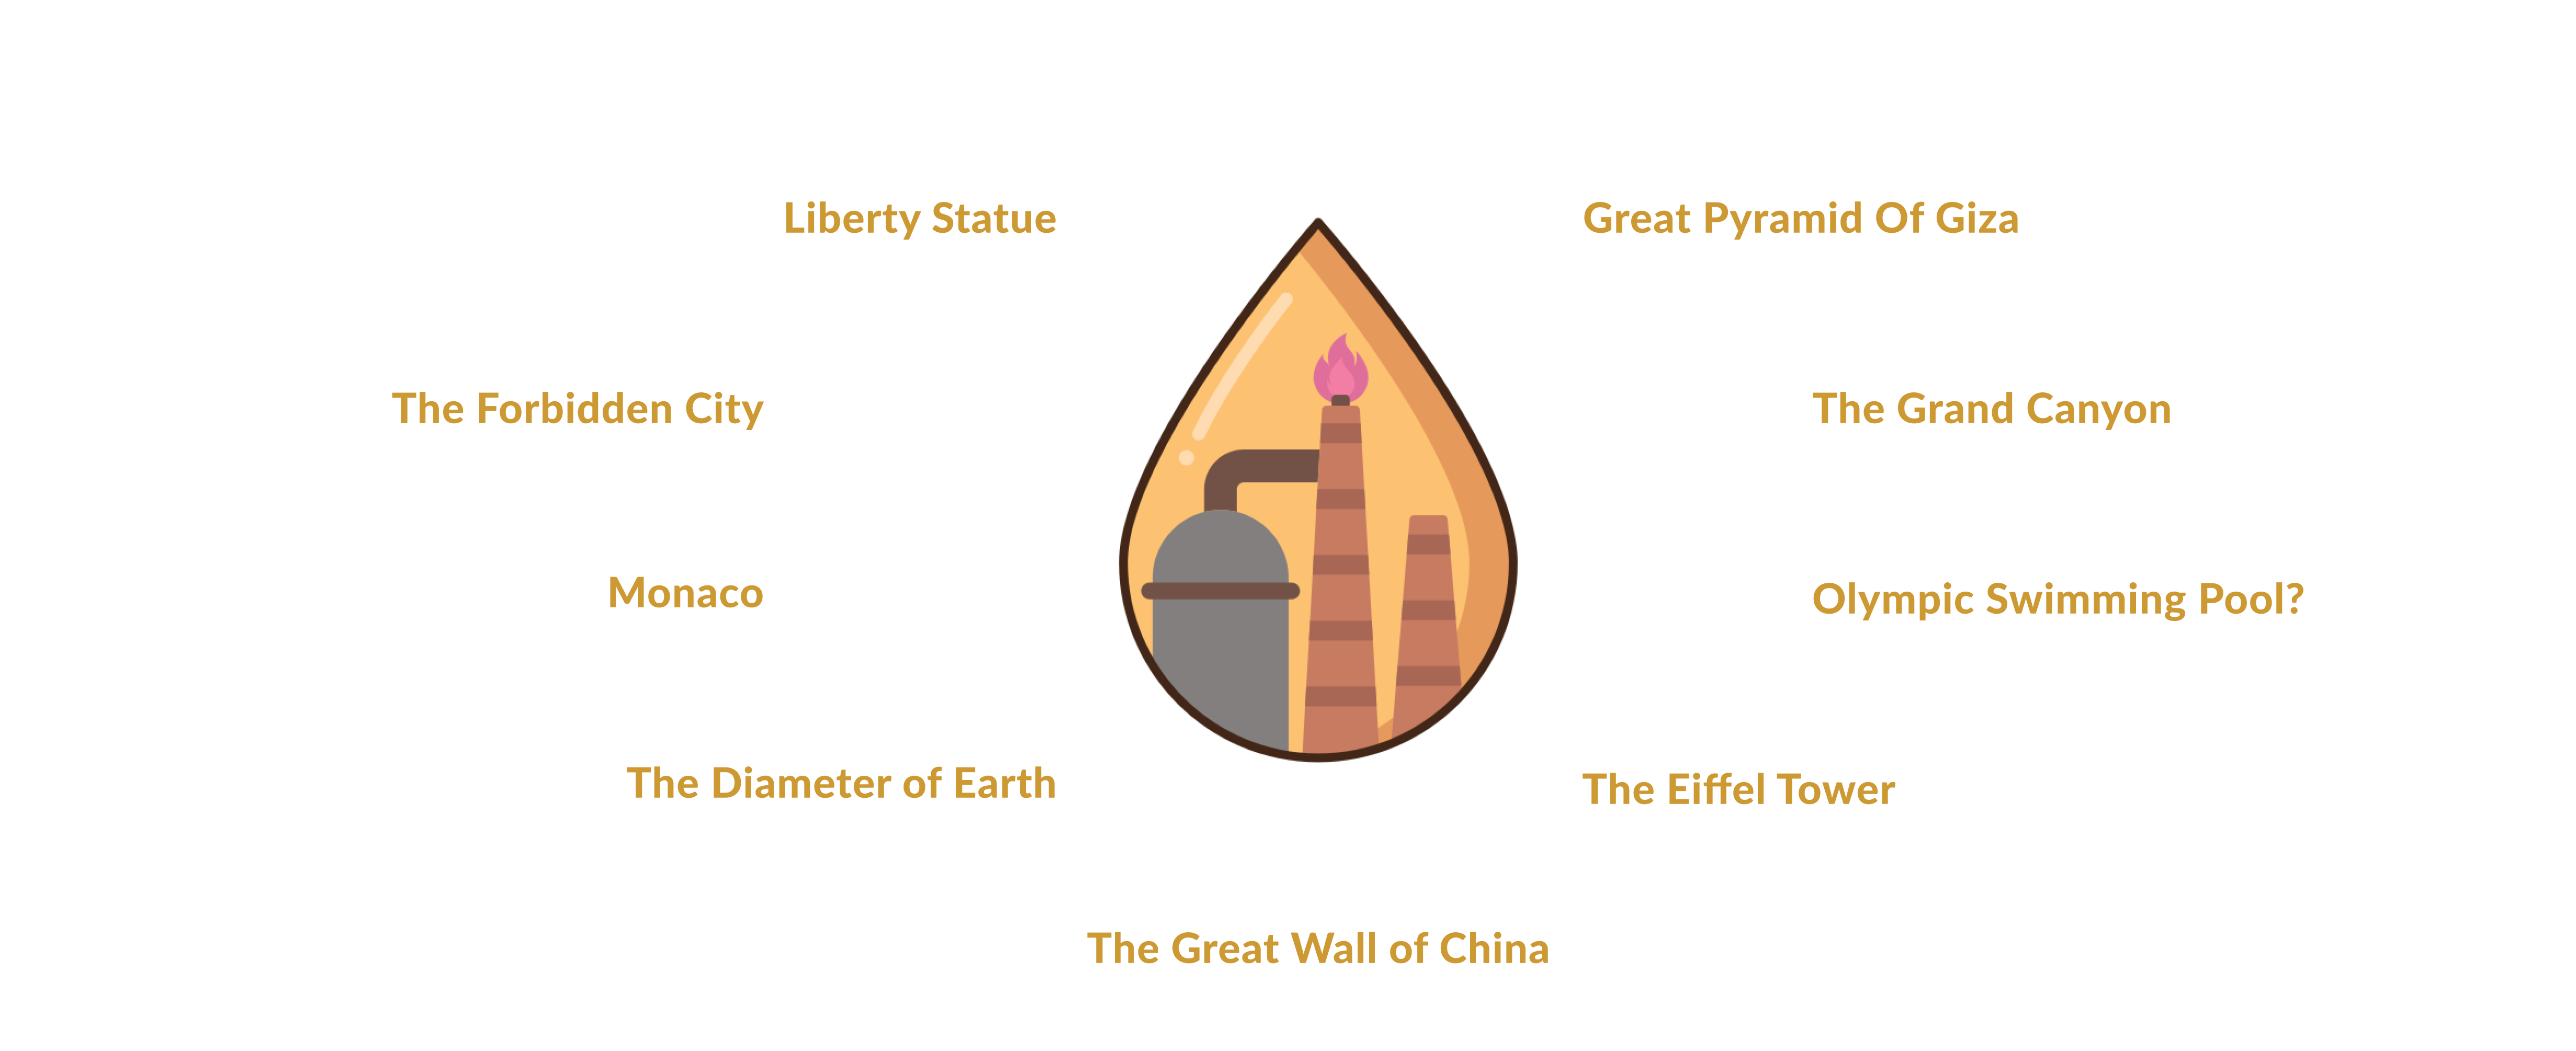 Liberty Statue
Great Pyramid Of Giza
The Forbidden City
The Grand Canyon
Monaco
Olympic Swimming Pool?
The Diameter of Earth
The Eiffel Tower
The Great Wall of China